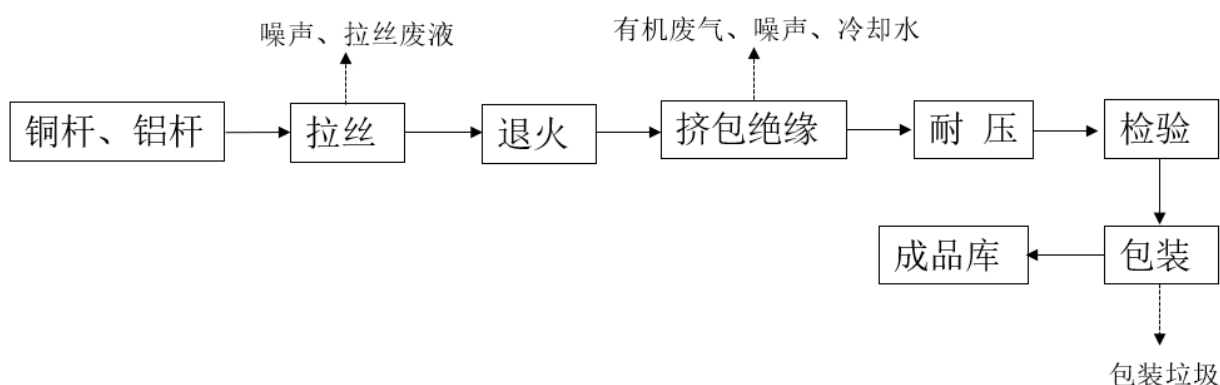 噪声、拉丝废液
有机废气、噪声、冷却水
铜杆、铝杆
拉丝
退火
挤包绝缘
耐 压
检验
成品库
包装
包装垃圾